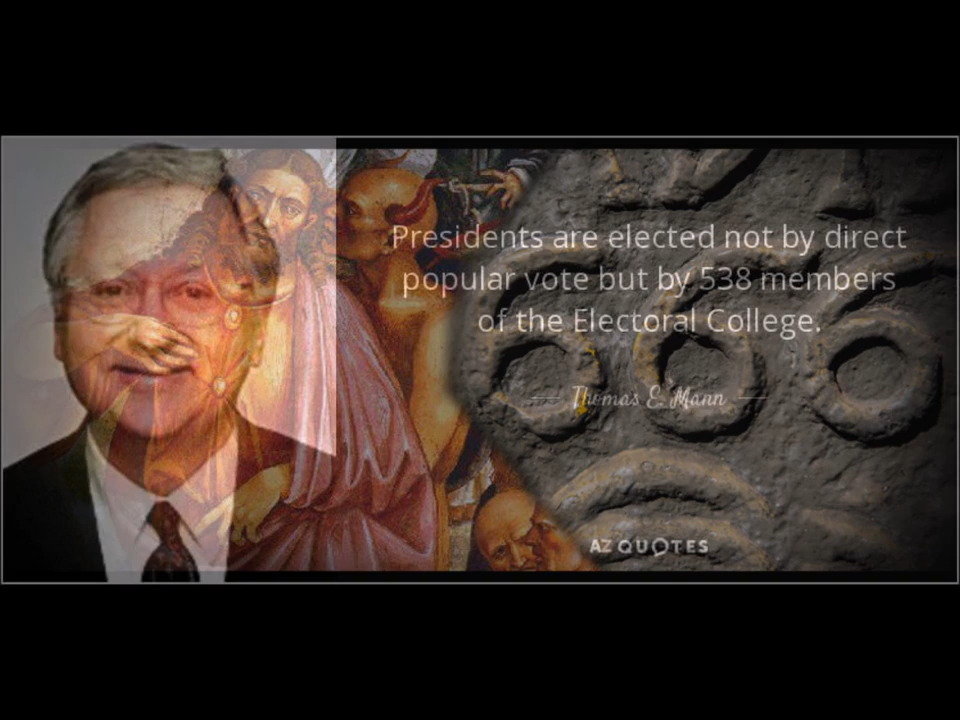 Presidents are elected not by direct
popular vote but by 538 members
of the Electoral College.
Thomas E. Mann
AZ QUOTES